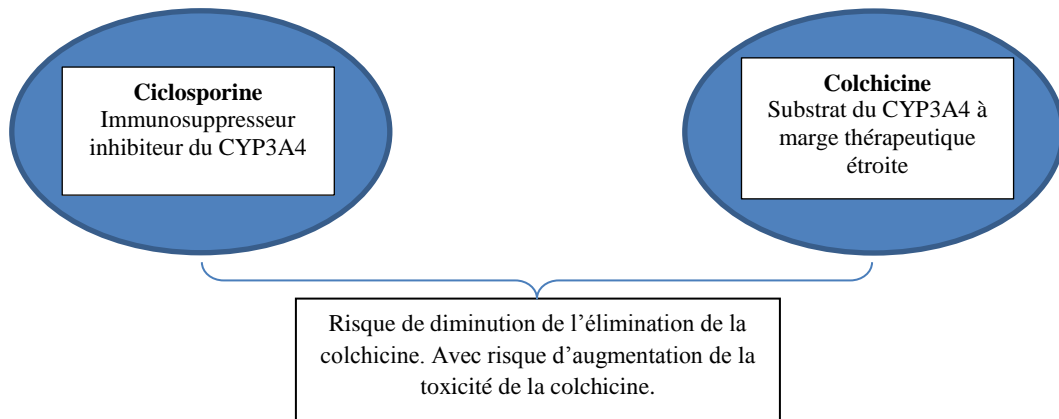 Ciclosporine
Immunosuppresseur
inhibiteur du CYP3A4
Colchicine
Substrat du CYP3A4 à
marge thérapeutique
étroite
Risque de diminution de l’élimination de la
colchicine. Avec risque d’augmentation de la
toxicité de la colchicine.